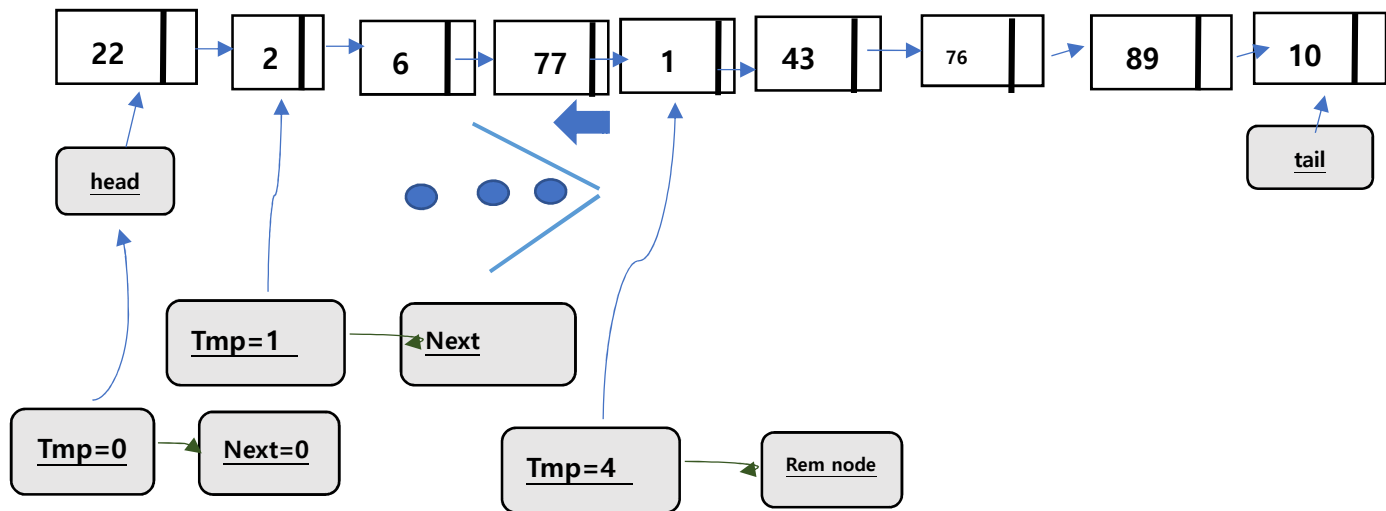 22
2
6
77
1
43
76
89
10
head
tail
Tmp=1
Next
Tmp=0
Next=0
Tmp=4
Rem node